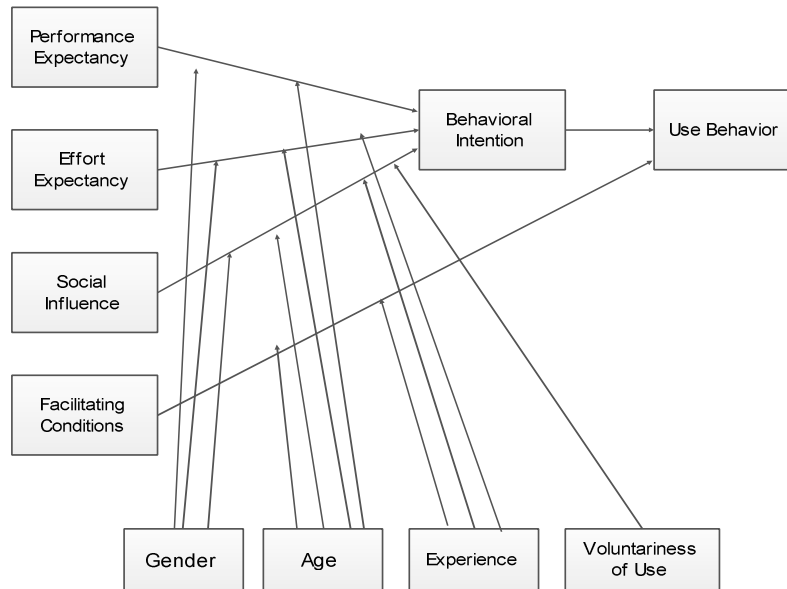 Performance
Expectancy
Effort
Expectancy
Social
Influence
Facilitating
Conditions
Behavioral
Intention
Use Behavior
Gender
Age
Experience
Voluntariness
of Use